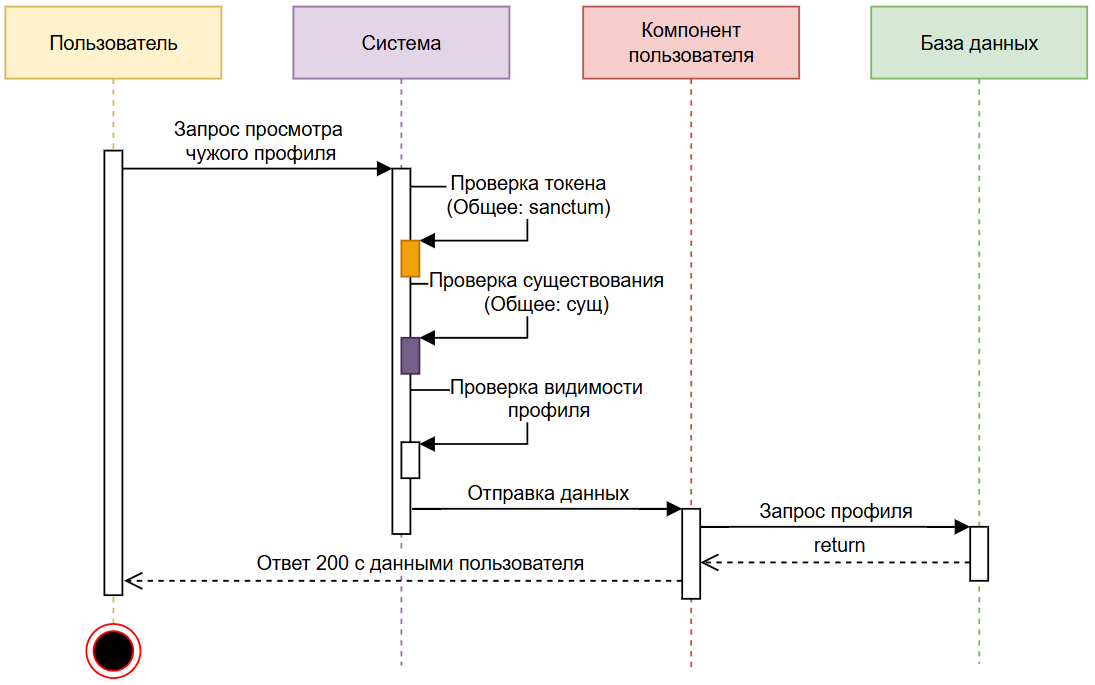 Пользователь
Система
Компонент
пользователя
База данных
Запрос просмотра
чужого профиля
Проверка токена
(Общее: sanctum)
Проверка существования
(Общее: сущ)
Проверка видимости
профиля
Отправка данных
Запрос профиля
return
Ответ 200 с данными пользователя